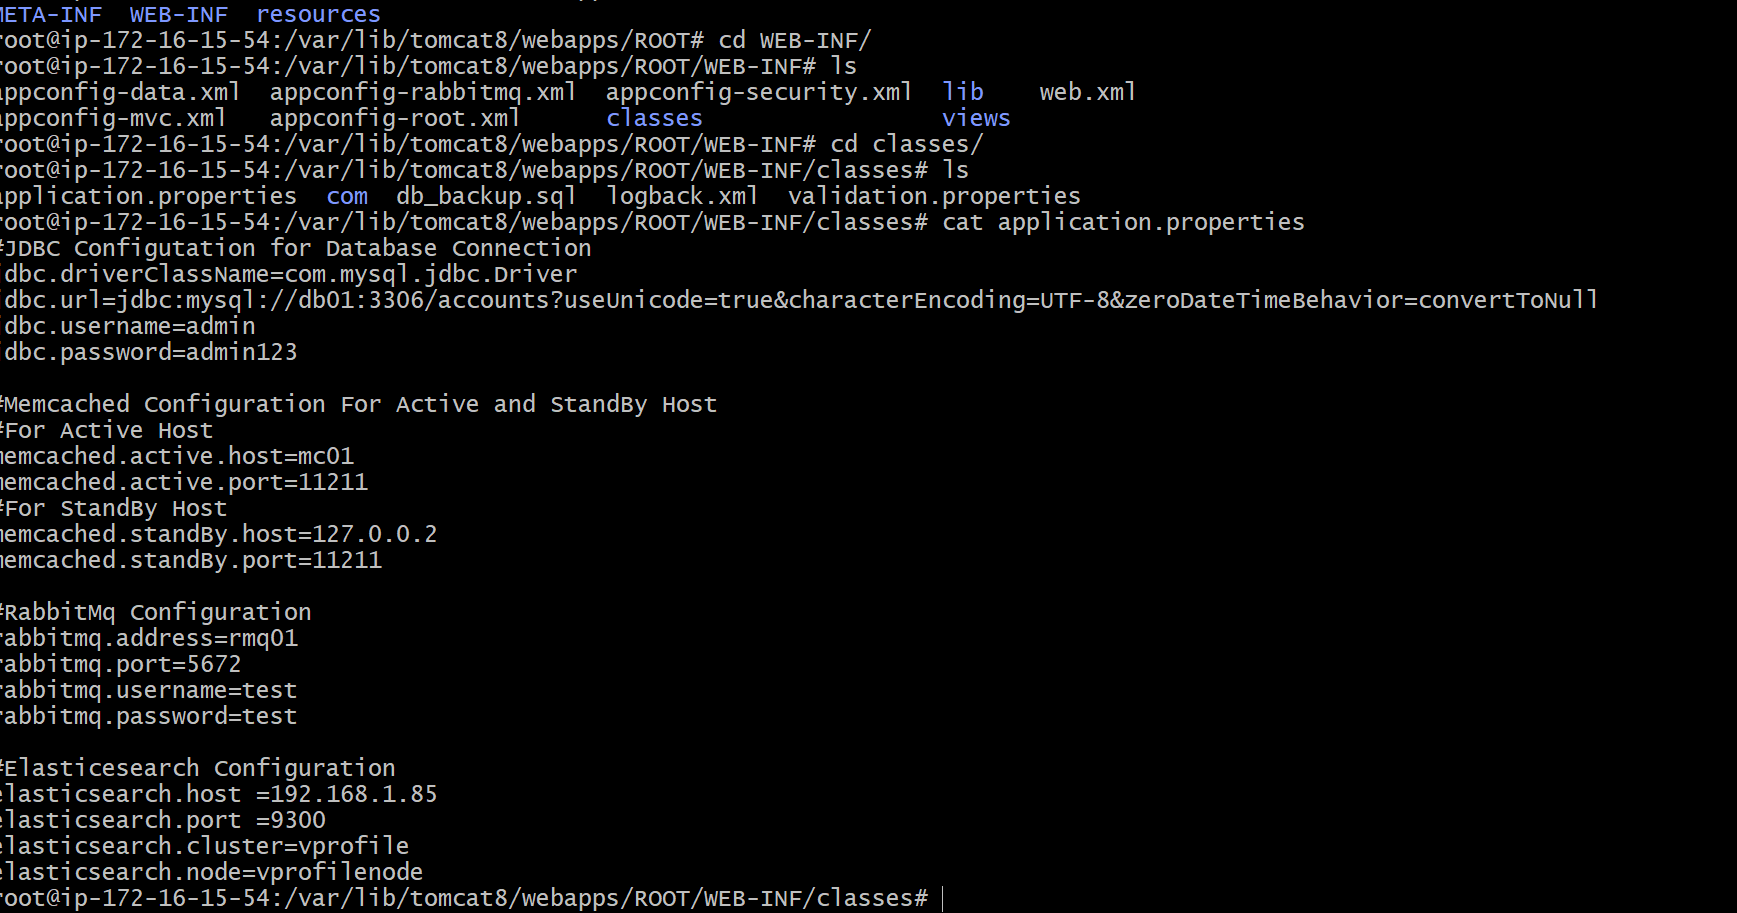 META-INF  WEB-INF  resources
root@ip-172-16-15-54:/var/lib/tomcat8/webapps/ROOT# cd WEB-INF/
root@ip-172-16-15-54:/var/lib/tomcat8/webapps/ROOT/WEB-INF# ls
appconfig-data.xml  appconfig-rabbitmq.xml  appconfig-security.xml  lib    web.xml
appconfig-mvc.xml   appconfig-root.xml      classes                 views
root@ip-172-16-15-54:/var/lib/tomcat8/webapps/ROOT/WEB-INF# cd classes/
root@ip-172-16-15-54:/var/lib/tomcat8/webapps/ROOT/WEB-INF/classes# ls
application.properties  com  db_backup.sql  logback.xml  validation.properties
root@ip-172-16-15-54:/var/lib/tomcat8/webapps/ROOT/WEB-INF/classes# cat application.properties
#JDBC Configutation for Database Connection
jdbc.driverClassName=com.mysql.jdbc.Driver
jdbc.url=jdbc:mysql://db01:3306/accounts?useUnicode=true&characterEncoding=UTF-8&zeroDateTimeBehavior=convertToNull
jdbc.username=admin
jdbc.password=admin123

#Memcached Configuration For Active and StandBy Host
#For Active Host
memcached.active.host=mc01
memcached.active.port=11211
#For StandBy Host
memcached.standBy.host=127.0.0.2
memcached.standBy.port=11211

#RabbitMq Configuration
rabbitmq.address=rmq01
rabbitmq.port=5672
rabbitmq.username=test
rabbitmq.password=test

#Elasticesearch Configuration
elasticsearch.host =192.168.1.85
elasticsearch.port =9300
elasticsearch.cluster=vprofile
elasticsearch.node=vprofilenode
root@ip-172-16-15-54:/var/lib/tomcat8/webapps/ROOT/WEB-INF/classes#